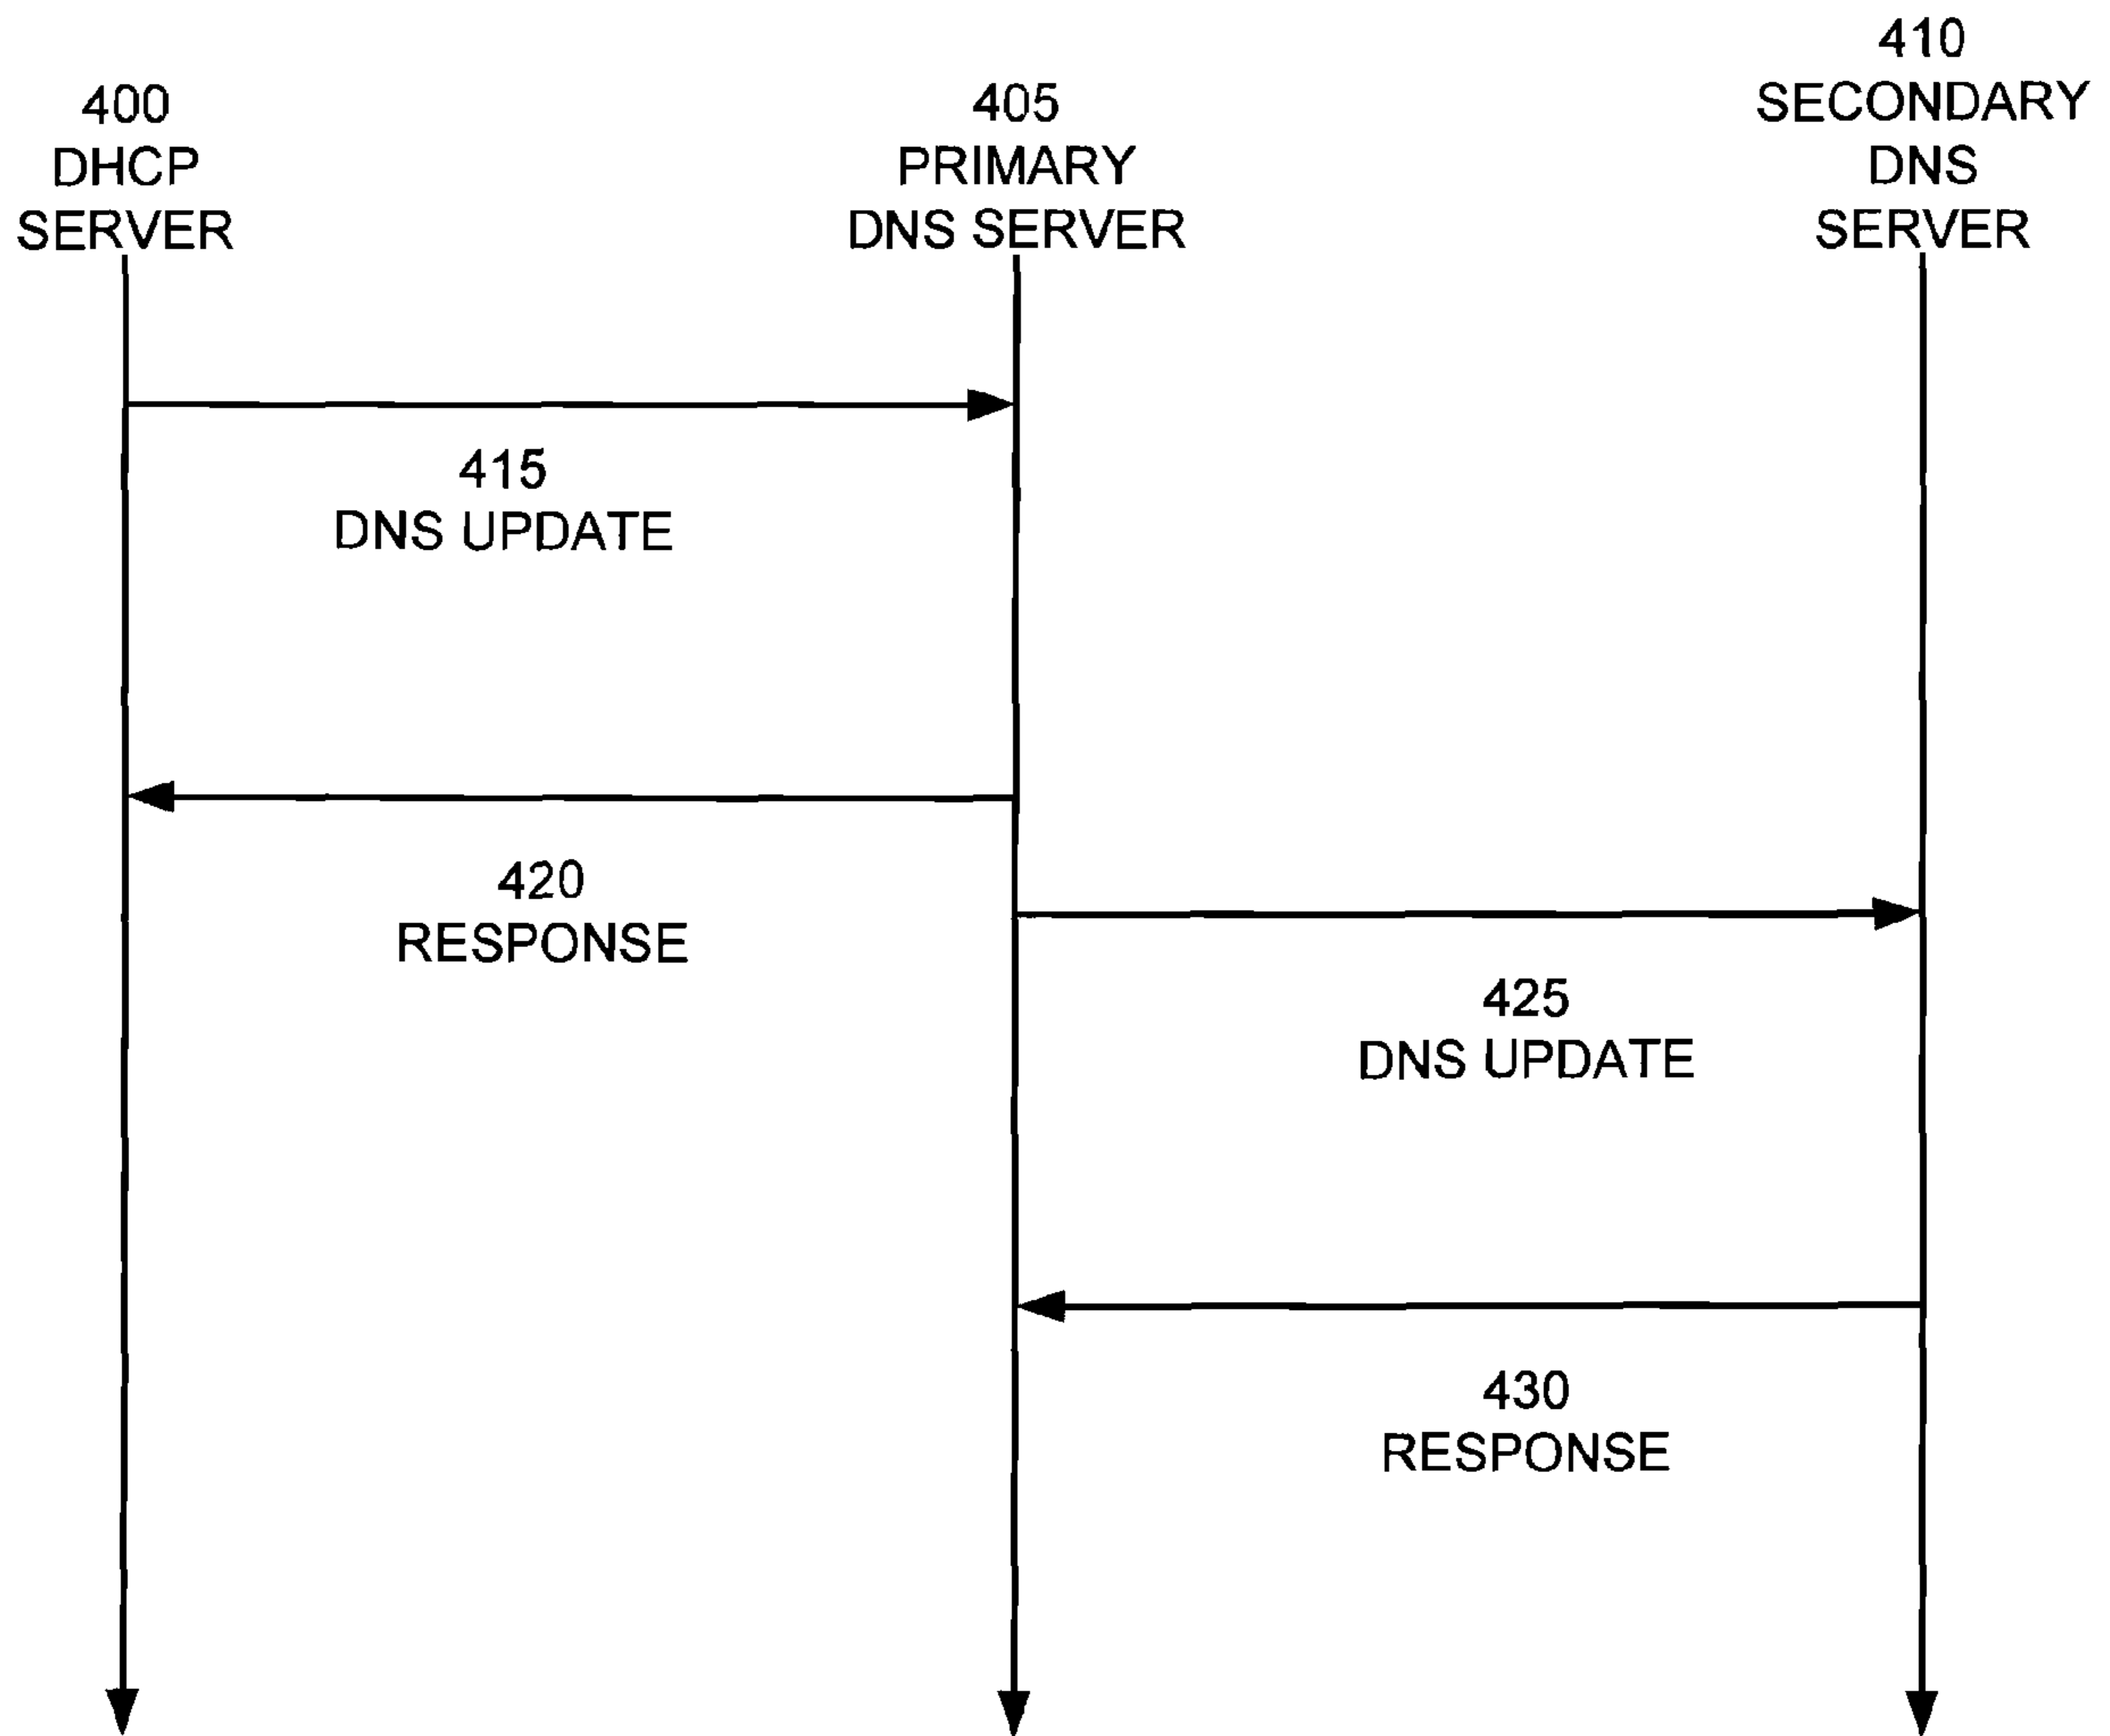 400
DHCP
SERVER
405
PRIMARY
DNS SERVER
410
SECONDARY
DNS
SERVER
415
DNS UPDATE
420
RESPONSE
425
DNS UPDATE
430
RESPONSE